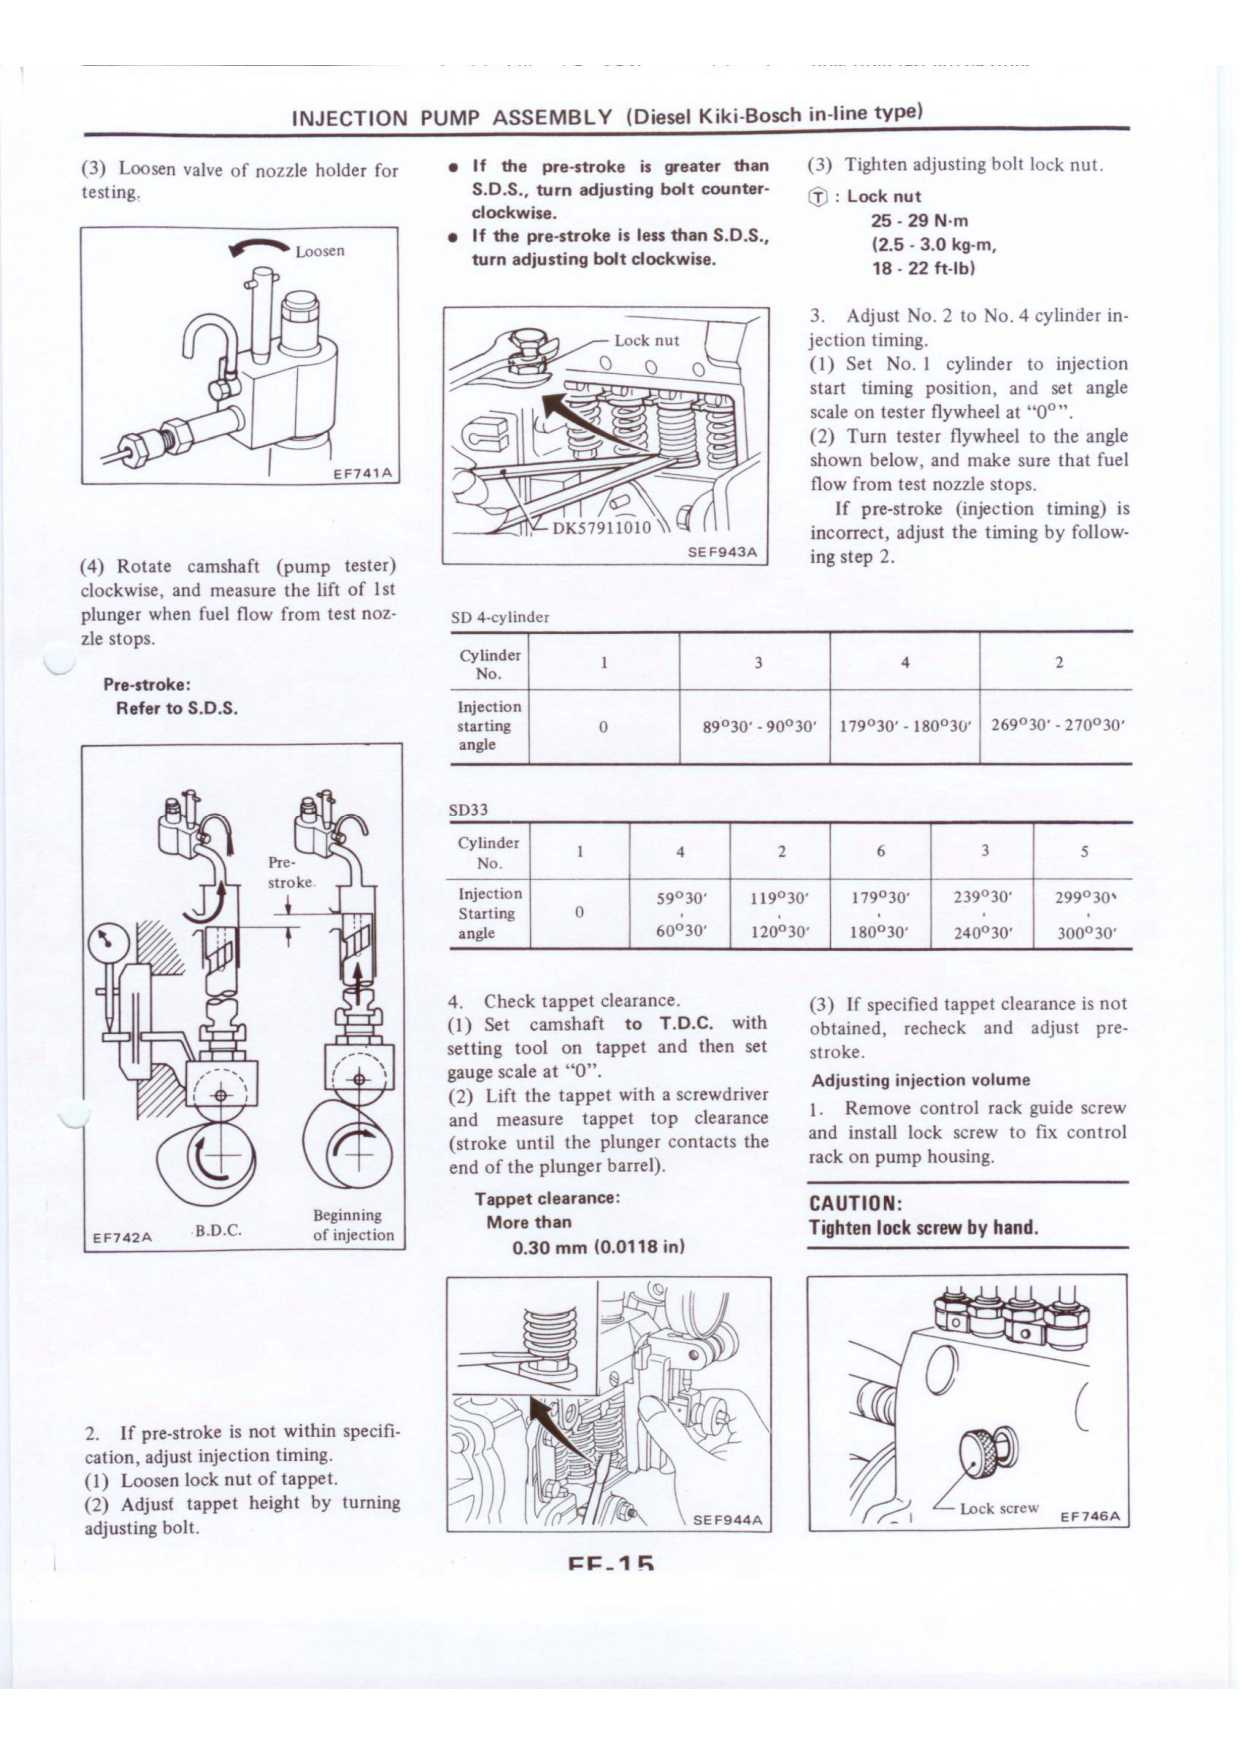 INJECTION PUMP ASSEMBLY (Diesel Kiki-Bosch in-line type)
(3) Loosen valve of nozzle holder for
testing.
Loosen
EF741A
(4) Rotate camshaft (pump tester)
clockwise, and measure the lift of 1st
plunger when fuel flow from test noz-
zle stops.
Pre-stroke:
Refer to S.D.S.
Pre-
stroke
B.D.C.
Beginning
of injection
EF742A
2. If pre-stroke is not within specifi-
cation, adjust injection timing.
(1) Loosen lock nut of tappet.
(2) Adjust tappet height by turning
adjusting bolt.
• If the pre-stroke is greater than
S.D.S., turn adjusting bolt counter-
clockwise.
• If the pre-stroke is less than S.D.S.,
turn adjusting bolt clockwise.
Lock nut
DK57911010
SEF943A
(3) Tighten adjusting bolt lock nut.
(T) : Lock nut
25 - 29 N·m
(2.5 - 3.0 kg-m,
18 - 22 ft-lb)
3. Adjust No. 2 to No. 4 cylinder in-
jection timing.
(1) Set No. 1 cylinder to injection
start timing position, and set angle
scale on tester flywheel at “0°”.
(2) Turn tester flywheel to the angle
shown below, and make sure that fuel
flow from test nozzle stops.
If pre-stroke (injection timing) is
incorrect, adjust the timing by follow-
ing step 2.
SD 4-cylinder
Cylinder No. 1 3 4 2
Injection starting angle 0 89°30′ - 90°30′ 179°30′ - 180°30′ 269°30′ - 270°30′
SD33
Cylinder No. 1 4 2 6 3 5
Injection 59°30′ 119°30′ 179°30′ 239°30′ 299°30′
Starting 0
angle 60°30′ 120°30′ 180°30′ 240°30′ 300°30′
4. Check tappet clearance.
(1) Set camshaft to T.D.C. with
setting tool on tappet and then set
gauge scale at “0”.
(2) Lift the tappet with a screwdriver
and measure tappet top clearance
(stroke until the plunger contacts the
end of the plunger barrel).
Tappet clearance:
More than
0.30 mm (0.0118 in)
SEF944A
(3) If specified tappet clearance is not
obtained, recheck and adjust pre-
stroke.
Adjusting injection volume
1. Remove control rack guide screw
and install lock screw to fix control
rack on pump housing.
CAUTION:
Tighten lock screw by hand.
Lock screw
EF746A